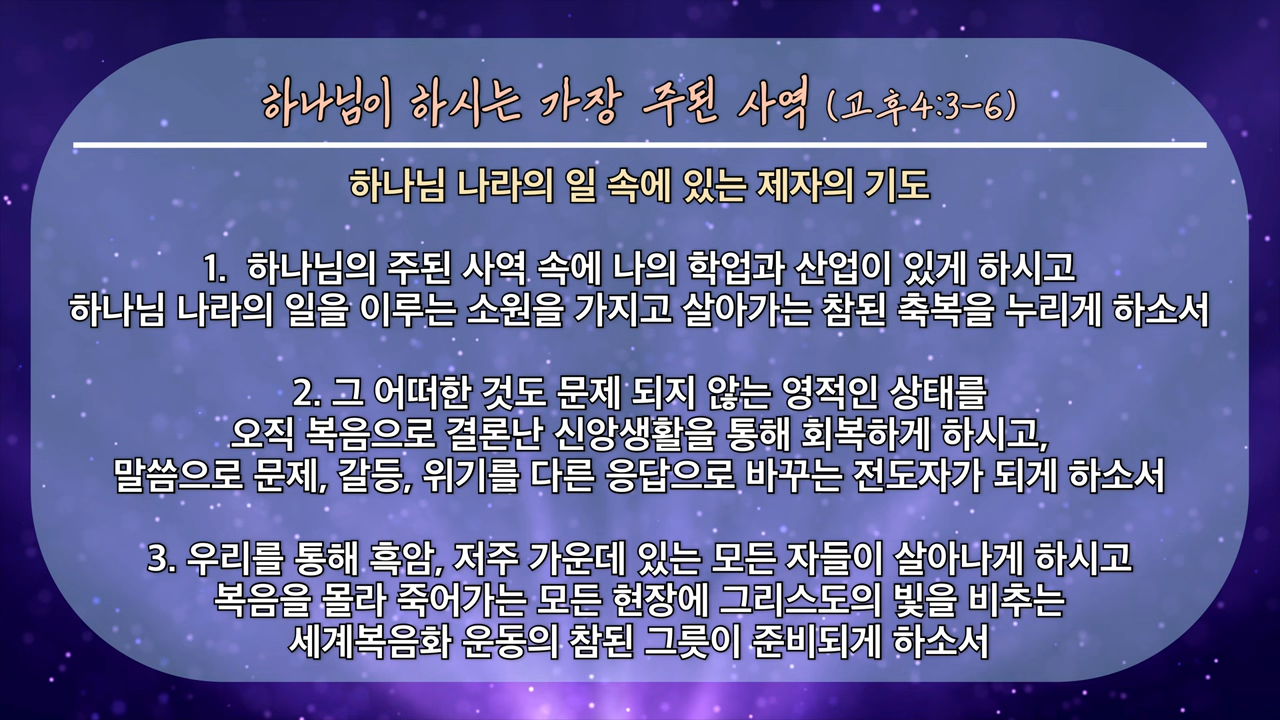 하나님이 하시는 가장 주된 사역 (고후4:3-6)
하나님 나라의 일 속에 있는 제자의 기도
1. 하나님의 주된 사역 속에 나의 학업과 산업이 있게 하시고
하나님 나라의 일을 이루는 소원을 가지고 살아가는 참된 축복을 누리게 하소서
2. 그 어떠한 것도 문제 되지 않는 영적인 상태를
오직 복음으로 결론난 신앙생활을 통해 회복하게 하시고,
말씀으로 문제, 갈등, 위기를 다른 응답으로 바꾸는 전도자가 되게 하소서
3. 우리를 통해 흑암, 저주 가운데 있는 모든 자들이 살아나게 하시고
복음을 몰라 죽어가는 모든 현장에 그리스도의 빛을 비추는
세계복음화 운동의 참된 그릇이 준비되게 하소서